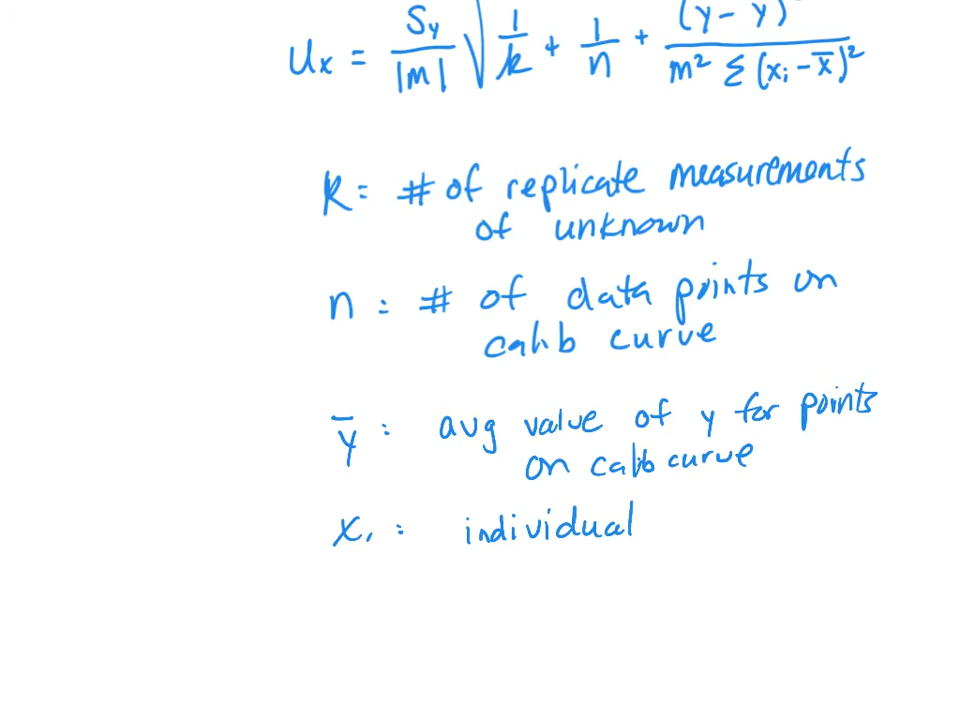 Ux = Sy/|m| √ 1/k + 1/n + (y - y)/m² Σ (xi - x̄)²
k = # of replicate measurements
of unknown
n = # of data points on
calib curve
ȳ = avg value of y for points
on calib curve
xi = individual